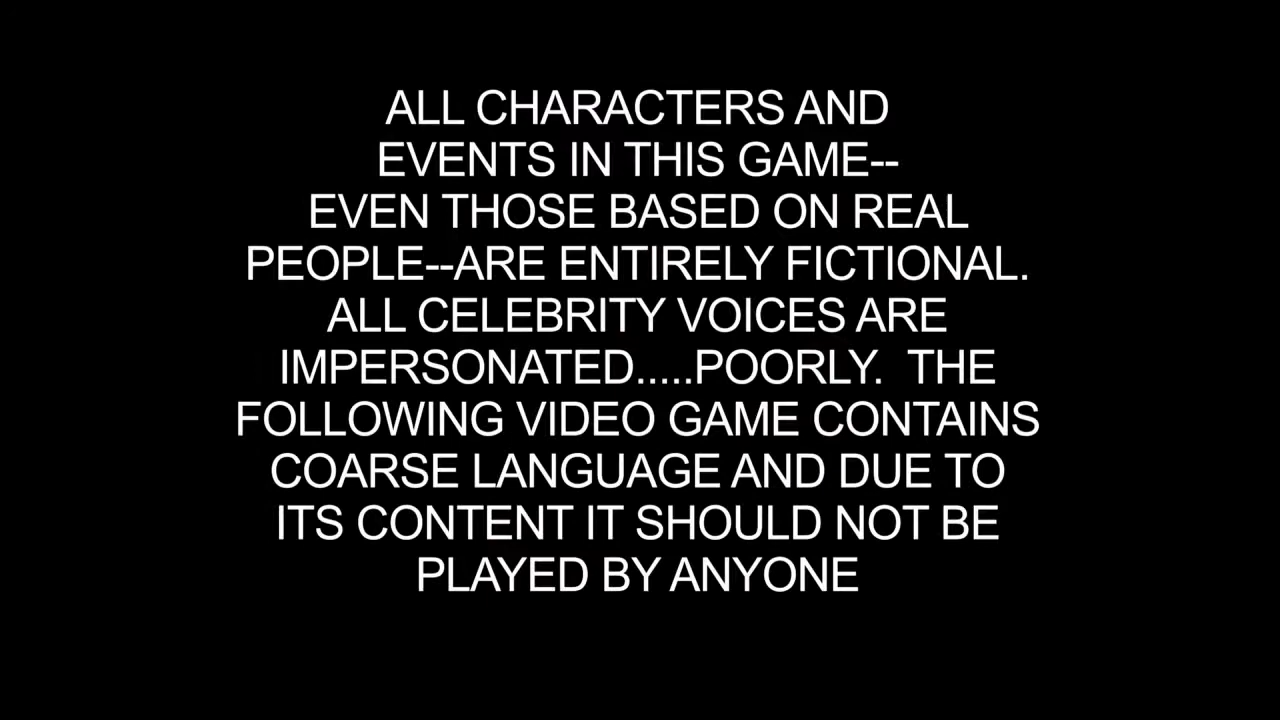 ALL CHARACTERS AND
EVENTS IN THIS GAME--
EVEN THOSE BASED ON REAL
PEOPLE--ARE ENTIRELY FICTIONAL.
ALL CELEBRITY VOICES ARE
IMPERSONATED.....POORLY.  THE
FOLLOWING VIDEO GAME CONTAINS
COARSE LANGUAGE AND DUE TO
ITS CONTENT IT SHOULD NOT BE
PLAYED BY ANYONE